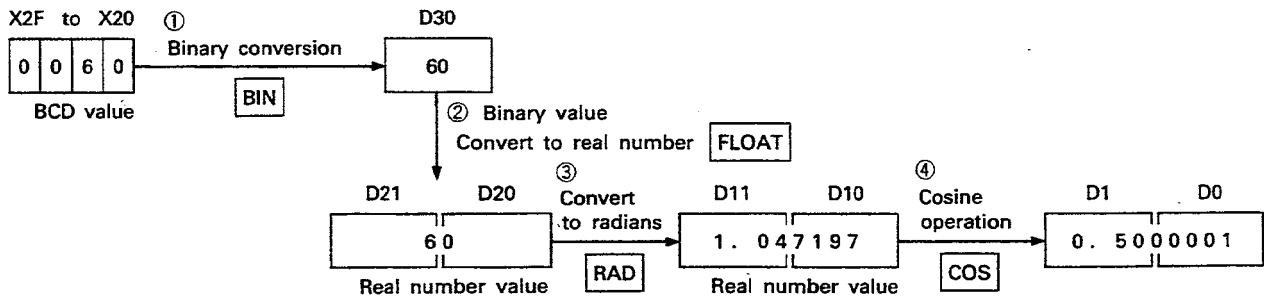 X2F to X20 ① D30
Binary conversion
0 0 6 0 60
BIN
BCD value
② Binary value
Convert to real number FLOAT
③ ④
D21 D20 Convert D11 D10 Cosine D1 D0
to radians operation
60 1. 047197 0. 5000001
RAD COS
Real number value Real number value